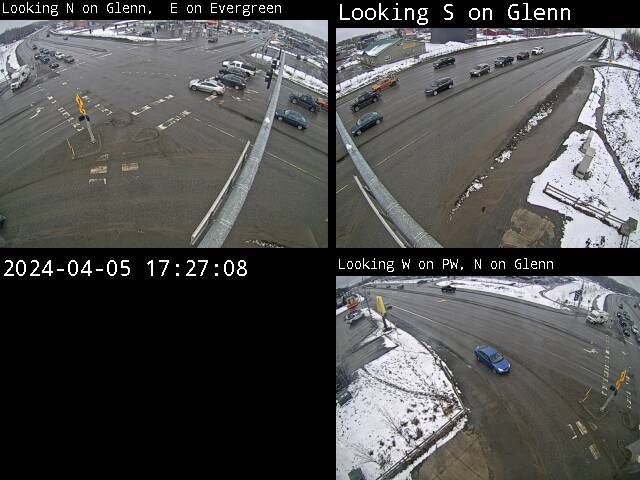 Looking N on Glenn,  E on Evergreen
Looking S on Glenn
2024-04-05 17:27:08
Looking W on PW, N on Glenn